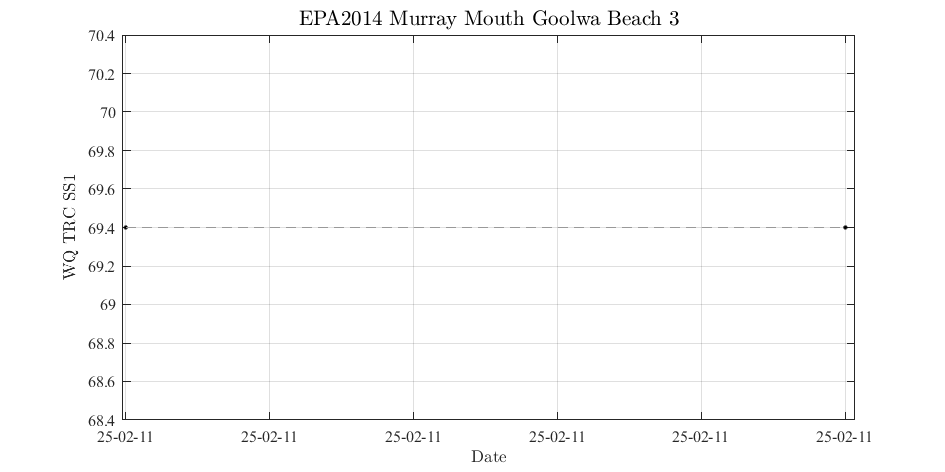 EPA2014 Murray Mouth Goolwa Beach 3
WQ TRC SS1
70.4
70.2
70
69.8
69.6
69.4
69.2
69
68.8
68.6
68.4
25-02-11 25-02-11 25-02-11 25-02-11 25-02-11 25-02-11
Date